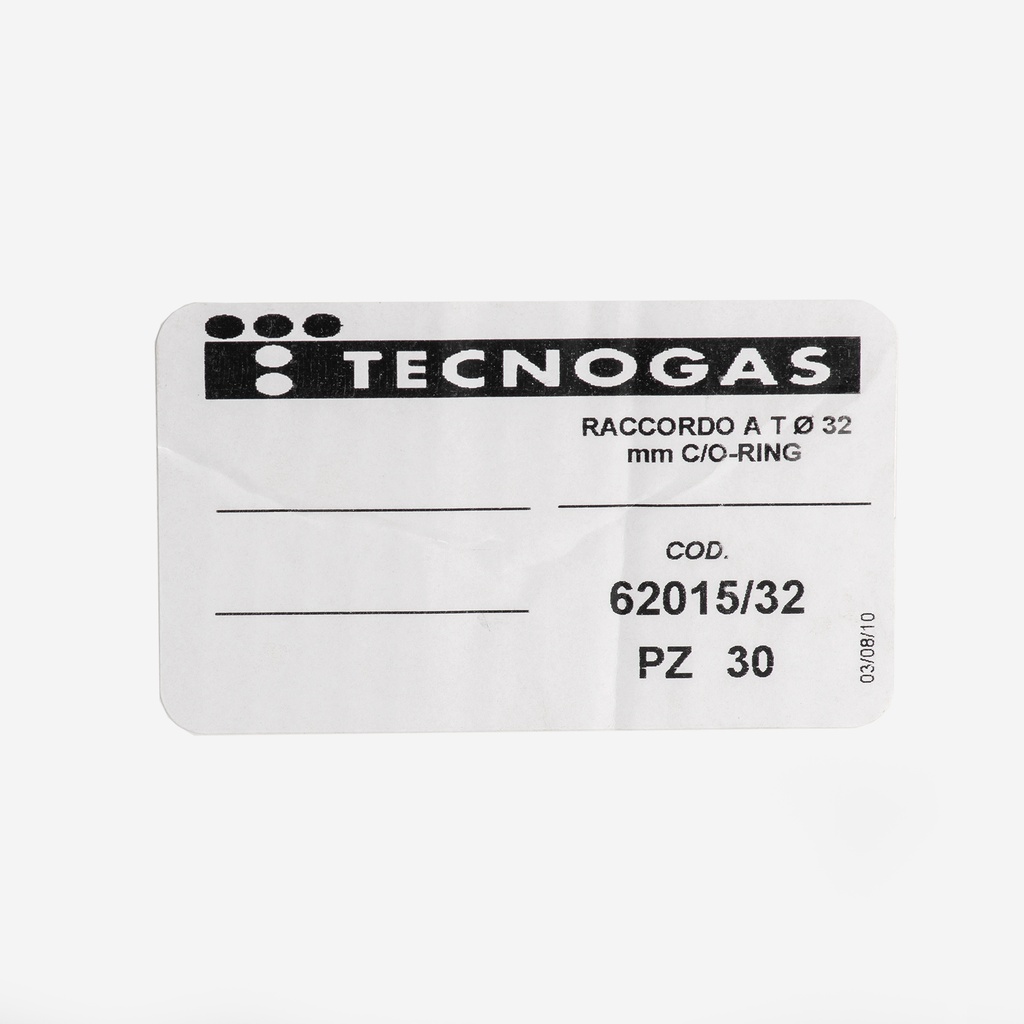 TECNOGAS
RACCORDO A T Ø 32
mm C/O-RING
COD.
62015/32
PZ 30
03/08/10